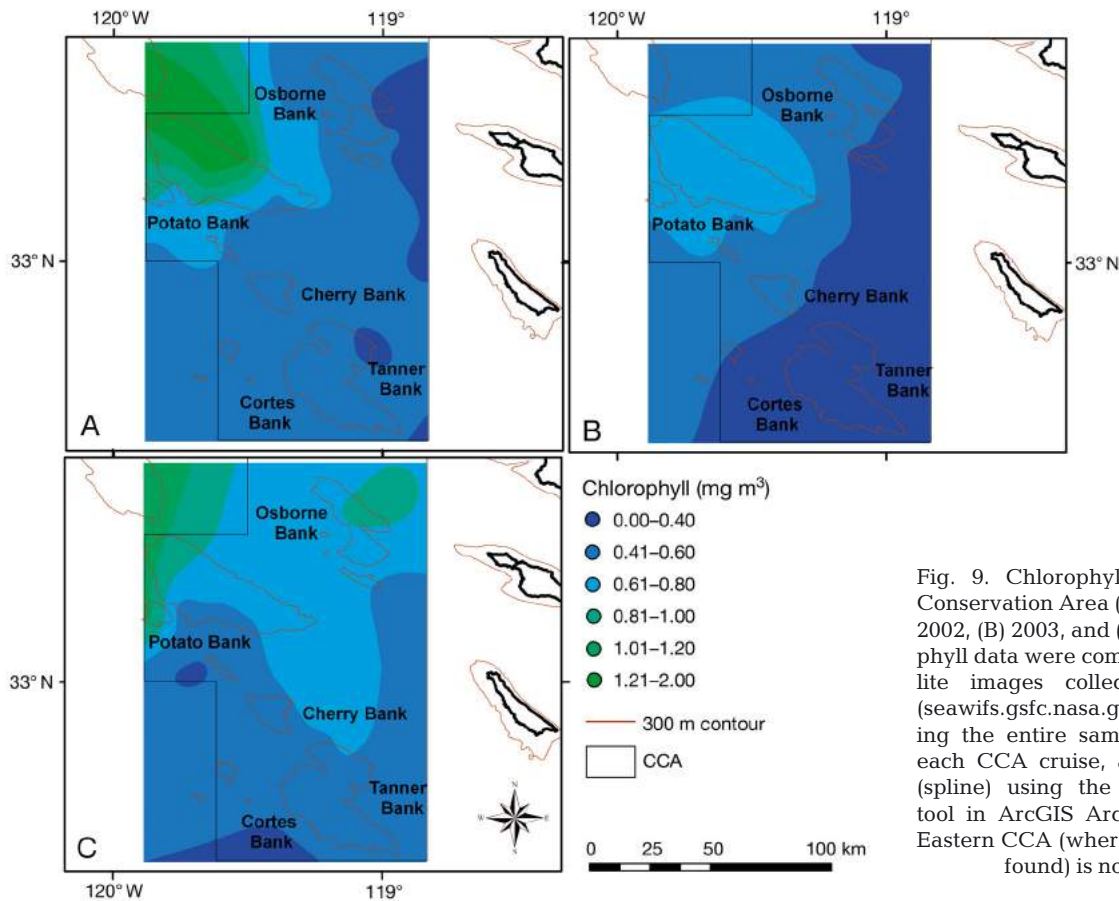 120° W
119°
120° W
119°
Osborne
Bank
Potato Bank
33° N
Cherry Bank
Tanner
Bank
Cortes
Bank
A
Osborne
Bank
Potato Bank
33° N
Cherry Bank
Tanner
Bank
Cortes
Bank
B
Osborne
Bank
Potato Bank
33° N
Cherry Bank
Tanner
Bank
Cortes
Bank
C
N
W
E
S
120° W
119°
Chlorophyll (mg m³)
0.00–0.40
0.41–0.60
0.61–0.80
0.81–1.00
1.01–1.20
1.21–2.00
300 m contour
CCA
0 25 50 100 km
Fig. 9. Chlorophyl
Conservation Area (
2002, (B) 2003, and (
phyll data were com
lite images collec
(seawifs.gsfc.nasa.g
ing the entire sam
each CCA cruise, a
(spline) using the
tool in ArcGIS Arc
Eastern CCA (wher
found) is no